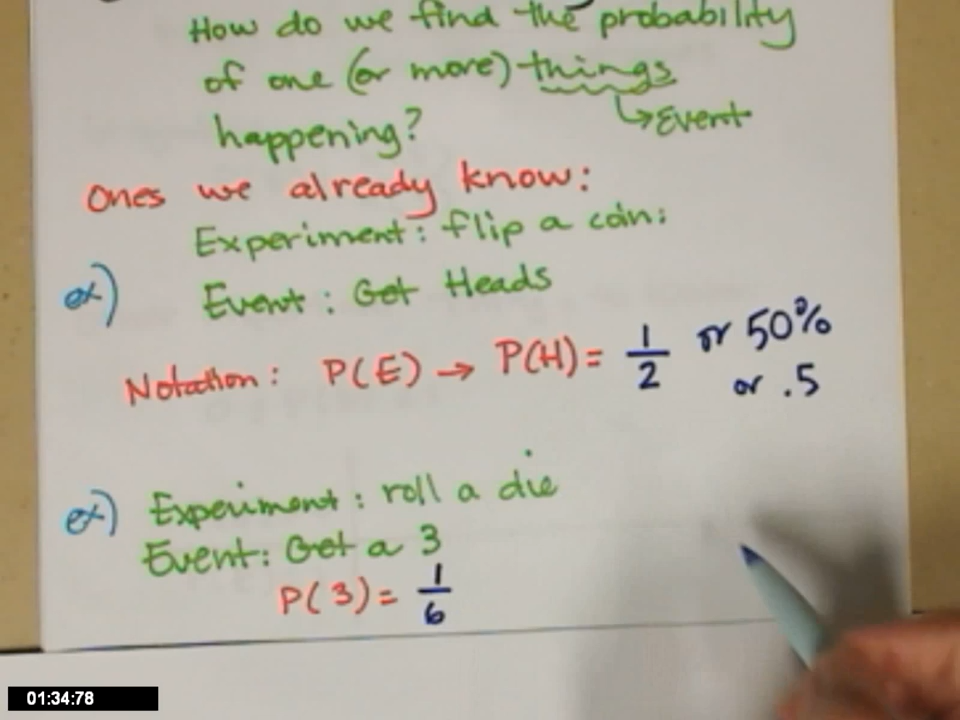 How do we find the probability
of one (or more) things
→ Event
happening?
Ones we already know:
Experiment: flip a coin:
ex) Event: Get Heads
Notation: P(E) → P(H) = 1/2 or 50%
or .5
ex) Experiment: roll a die
Event: Get a 3
P(3) = 1/6
01:34:78